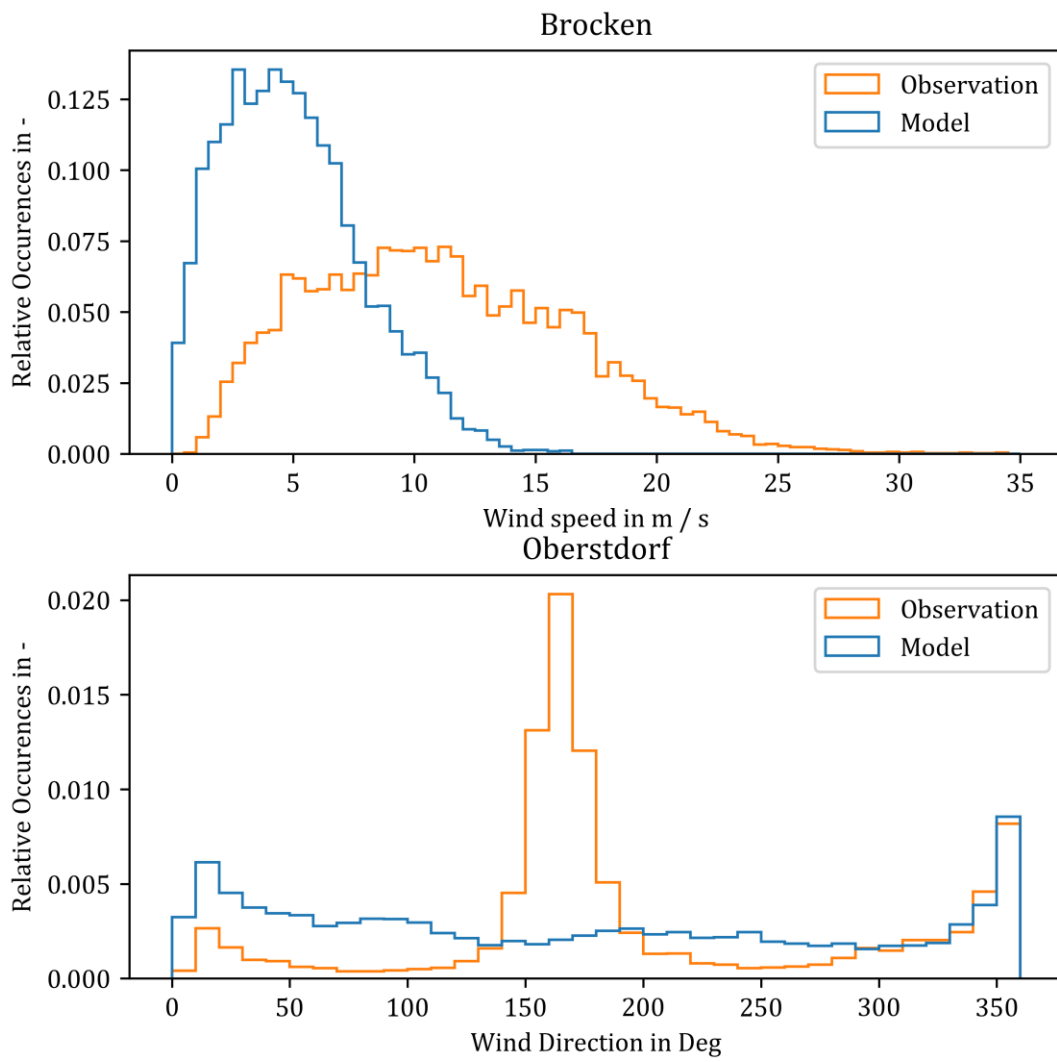 Brocken
Relative Occurences in -
0.125
0.100
0.075
0.050
0.025
0.000
Observation
Model
0 5 10 15 20 25 30 35
Wind speed in m / s
Oberstdorf
Relative Occurences in -
0.020
0.015
0.010
0.005
0.000
Observation
Model
0 50 100 150 200 250 300 350
Wind Direction in Deg